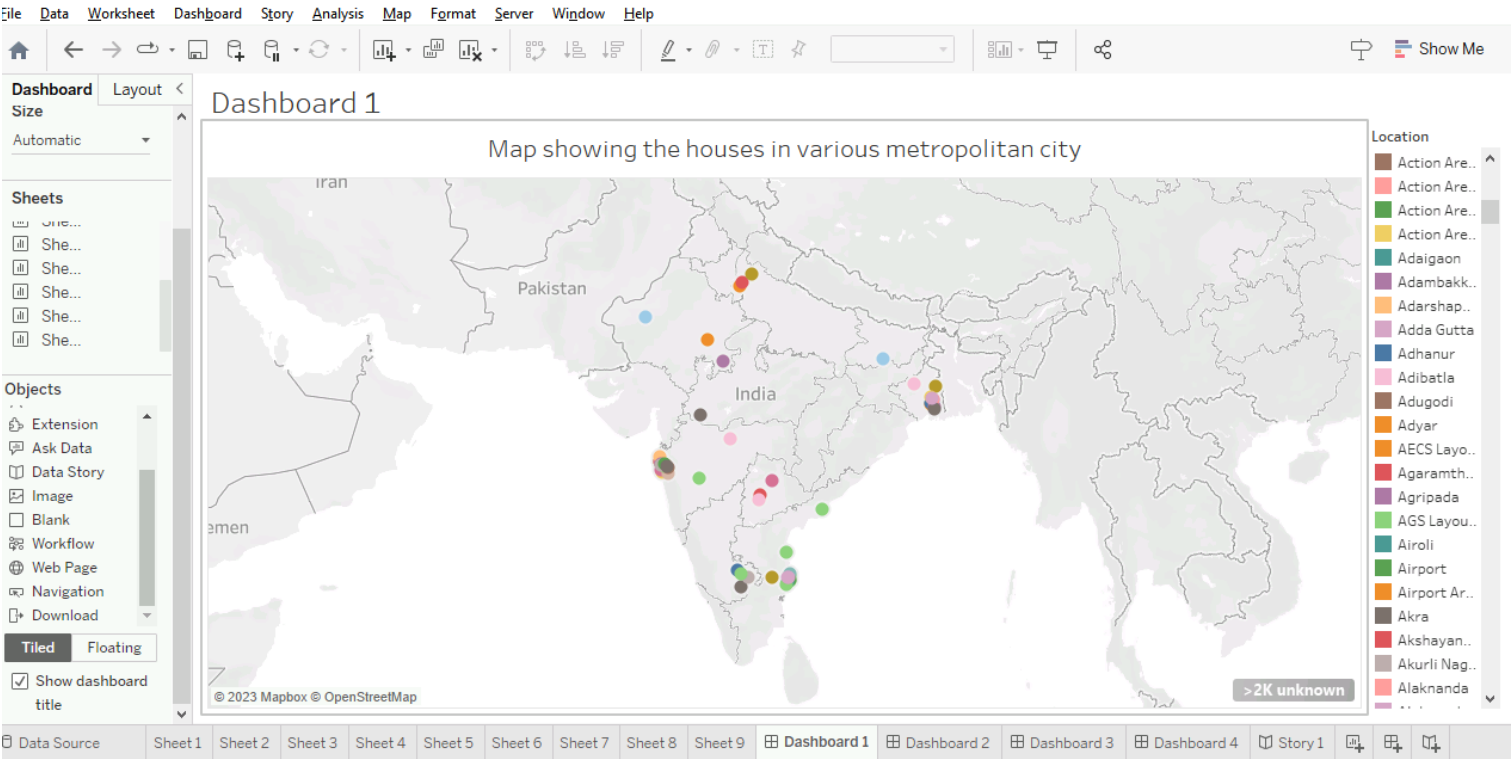 File Data Worksheet Dashboard Story Analysis Map Format Server Window Help
Show Me
Dashboard Layout
Size
Automatic
Sheets
She...
She...
She...
She...
She...
She...
Objects
Extension
Ask Data
Data Story
Image
Blank
Workflow
Web Page
Navigation
Download
Tiled Floating
Show dashboard
title
Dashboard 1
Map showing the houses in various metropolitan city
Iran
Pakistan
India
emen
© 2023 Mapbox © OpenStreetMap
>2K unknown
Location
Action Are..
Action Are..
Action Are..
Action Are..
Adaigaon
Adambakk..
Adarshap..
Adda Gutta
Adhanur
Adibatla
Adugodi
Adyar
AECS Layo..
Agaramth..
Agripada
AGS Layou..
Airoli
Airport
Airport Ar..
Akra
Akshayan..
Akurli Nag..
Alaknanda
Data Source Sheet 1 Sheet 2 Sheet 3 Sheet 4 Sheet 5 Sheet 6 Sheet 7 Sheet 8 Sheet 9 Dashboard 1 Dashboard 2 Dashboard 3 Dashboard 4 Story 1